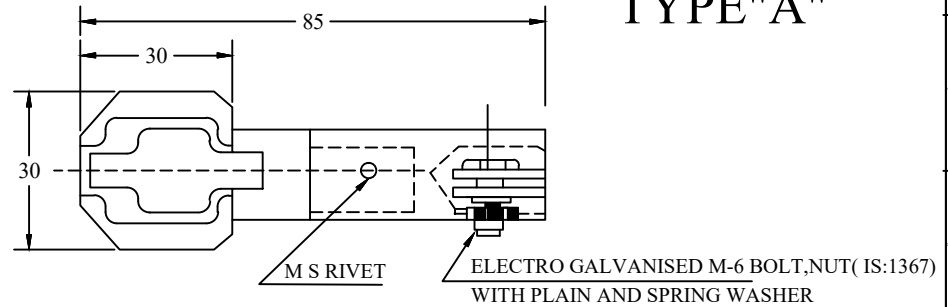 TYPE"A"
85
30
30
M S RIVET
ELECTRO GALVANISED M-6 BOLT,NUT( IS:1367)
WITH PLAIN AND SPRING WASHER